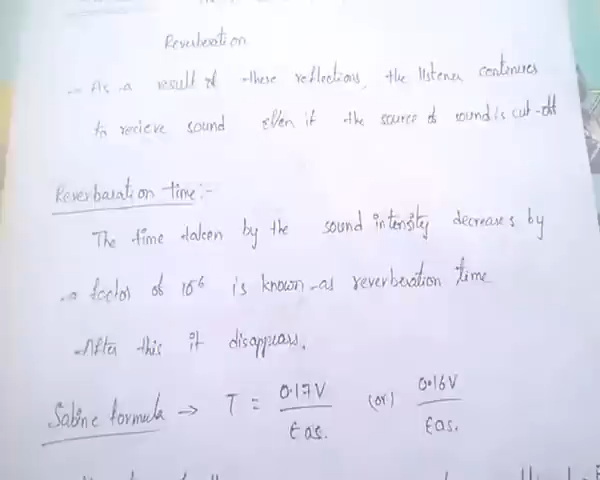 Reverberation
→ As a result of these reflections, the listener continues
to recieve sound even if the source of sound is cut-off
Reverbaration time:-
The time taken by the sound intensity decreases by
a factor of 10⁶ is known as reverberation time
After this it disappears.
Sabine formula → T = 0.17V / Σas. (or) 0.16V / Σas.